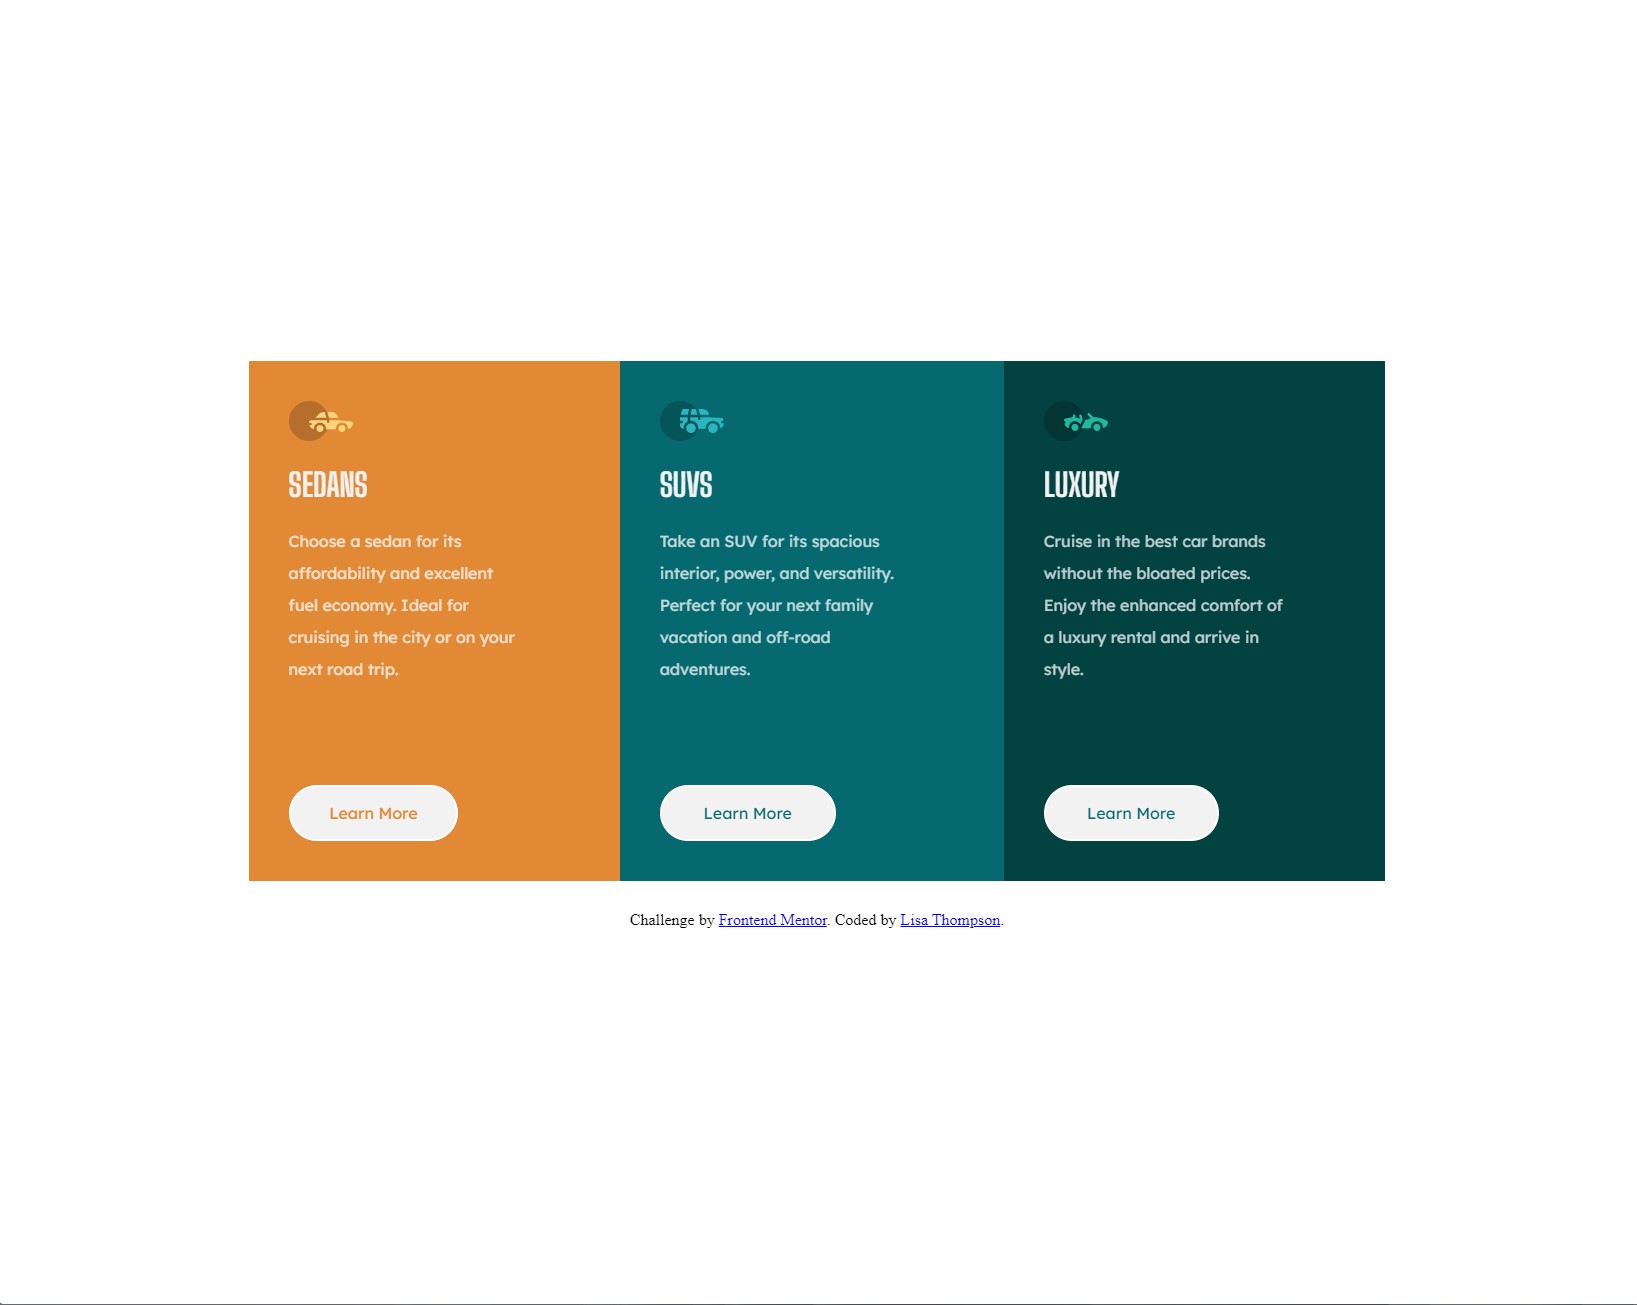 SEDANS
Choose a sedan for its
affordability and excellent
fuel economy. Ideal for
cruising in the city or on your
next road trip.
Learn More
SUVS
Take an SUV for its spacious
interior, power, and versatility.
Perfect for your next family
vacation and off-road
adventures.
Learn More
LUXURY
Cruise in the best car brands
without the bloated prices.
Enjoy the enhanced comfort of
a luxury rental and arrive in
style.
Learn More
Challenge by Frontend Mentor. Coded by Lisa Thompson.